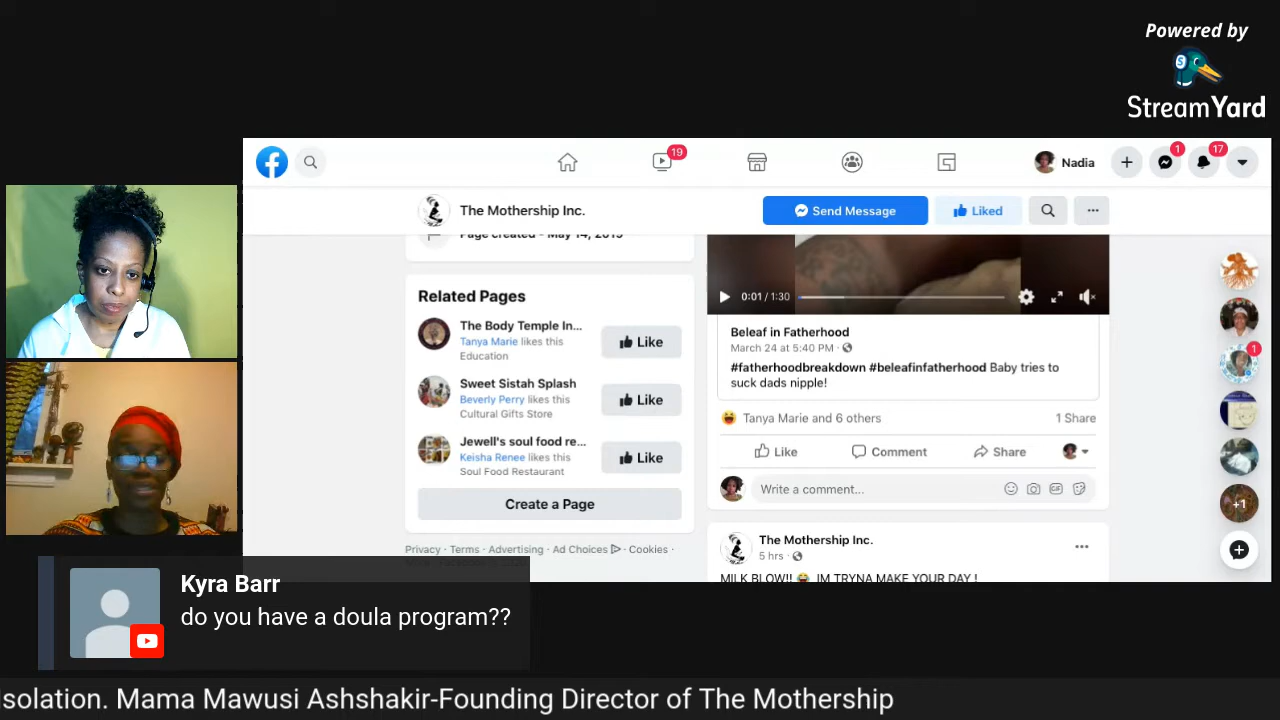 Powered by
StreamYard
19
Nadia
1
17
The Mothership Inc.
Send Message
Liked
Page created - May 14, 2019
Related Pages
The Body Temple In...
Tanya Marie likes this
Education
Like
Sweet Sistah Splash
Beverly Perry likes this
Cultural Gifts Store
Like
Jewell's soul food re...
Keisha Renee likes this
Soul Food Restaurant
Like
Create a Page
Privacy · Terms · Advertising · Ad Choices · Cookies ·
0:01 / 1:30
Beleaf in Fatherhood
March 24 at 5:40 PM ·
#fatherhoodbreakdown #beleafinfatherhood Baby tries to
suck dads nipple!
Tanya Marie and 6 others
1 Share
Like
Comment
Share
Write a comment...
GIF
The Mothership Inc.
5 hrs ·
MILK BLOW!! 😂 IM TRYNA MAKE YOUR DAY !
1
+1
Kyra Barr
do you have a doula program??
Isolation. Mama Mawusi Ashshakir-Founding Director of The Mothership